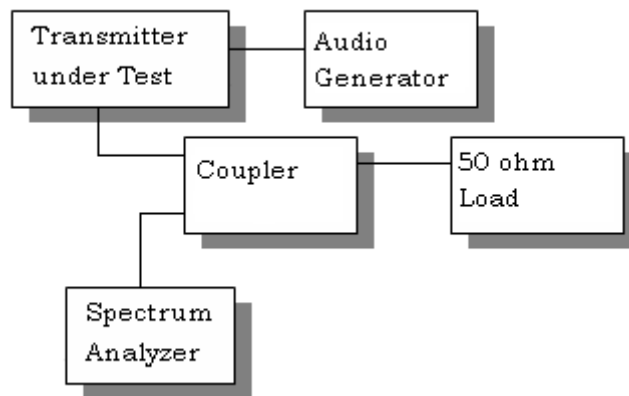 Transmitter
under Test
Audio
Generator
Coupler
50 ohm
Load
Spectrum
Analyzer